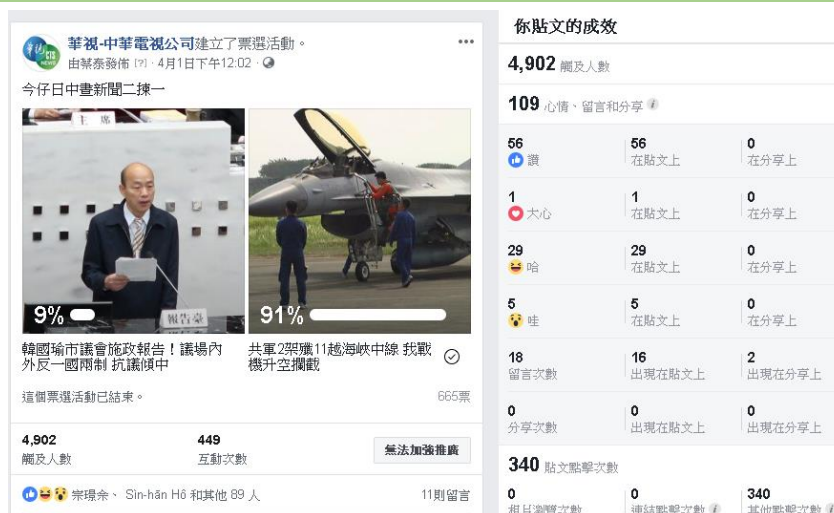 華視-中華電視公司建立了票選活動。
由蔡泰發佈 [?]·4月1日下午12:02·
今仔日中晝新聞二揀一
主 席
報告臺
9%
91%
韓國瑜市議會施政報告！議場內
外反一國兩制 抗議傾中
共軍2架殲11越海峽中線 我戰
機升空攔截
這個票選活動已結束。
665票
4,902
觸及人數
449
互動次數
無法加強推廣
宗璟余、 Sìn-hān Hô 和其他 89 人
11則留言
你貼文的成效
4,902 觸及人數
109 心情、留言和分享
56 讚
56 在貼文上
0 在分享上
1 大心
1 在貼文上
0 在分享上
29 哈
29 在貼文上
0 在分享上
5 哇
5 在貼文上
0 在分享上
18 留言次數
16 出現在貼文上
2 出現在分享上
0 分享次數
0 出現在貼文上
0 出現在分享上
340 貼文點擊次數
0 相片瀏覽次數
0 連結點擊次數
340 其他點擊次數